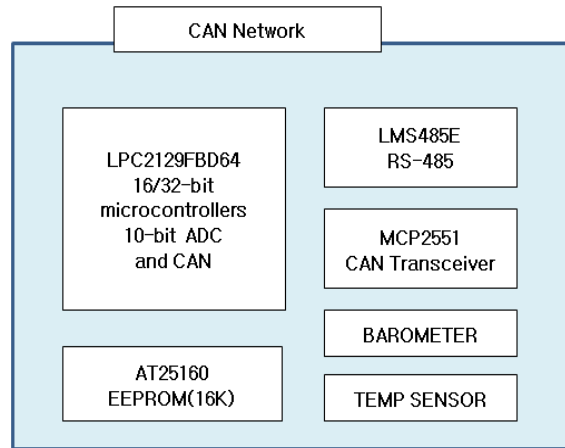 CAN Network
LPC2129FBD64
16/32-bit
microcontrollers
10-bit ADC
and CAN
AT25160
EEPROM(16K)
LMS485E
RS-485
MCP2551
CAN Transceiver
BAROMETER
TEMP SENSOR